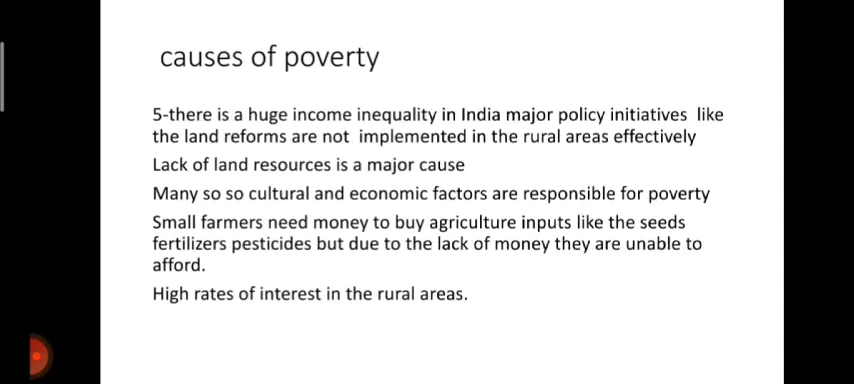 causes of poverty
5-there is a huge income inequality in India major policy initiatives like
the land reforms are not implemented in the rural areas effectively
Lack of land resources is a major cause
Many so so cultural and economic factors are responsible for poverty
Small farmers need money to buy agriculture inputs like the seeds
fertilizers pesticides but due to the lack of money they are unable to
afford.
High rates of interest in the rural areas.